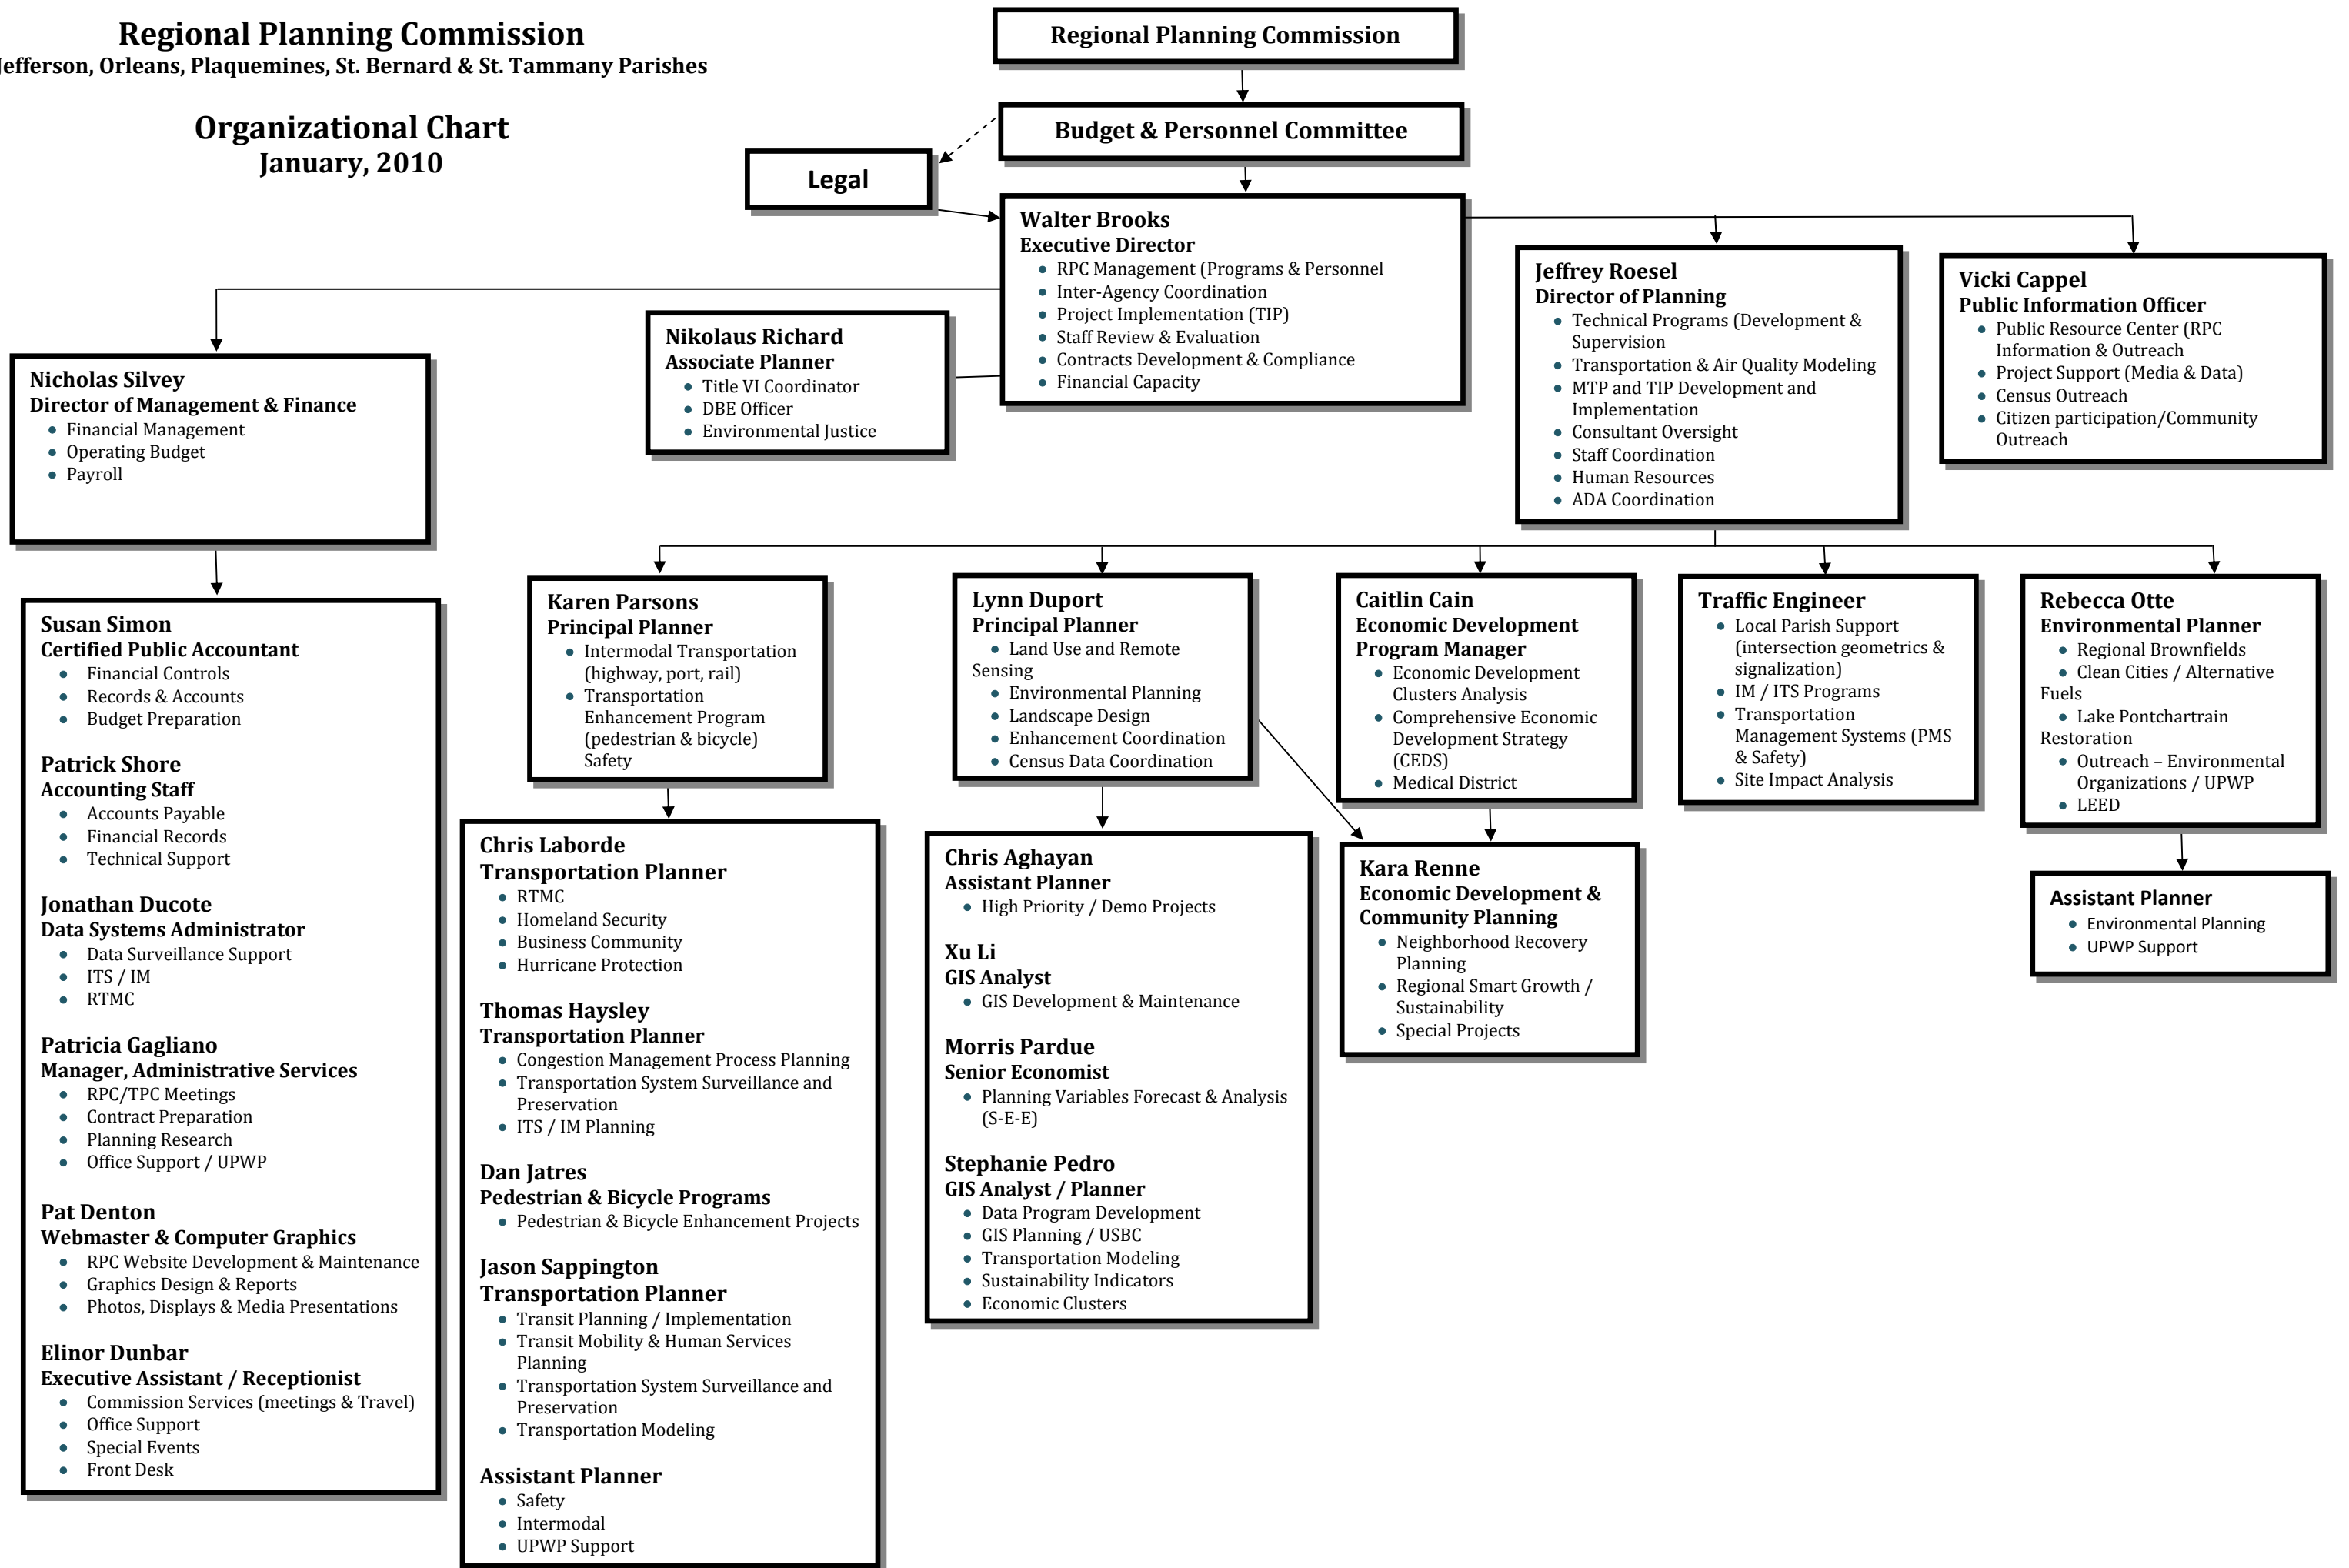 Regional Planning Commission
Jefferson, Orleans, Plaquemines, St. Bernard & St. Tammany Parishes
Organizational Chart
January, 2010
Regional Planning Commission
Budget & Personnel Committee
Legal
Walter Brooks
Executive Director
• RPC Management (Programs & Personnel
• Inter-Agency Coordination
• Project Implementation (TIP)
• Staff Review & Evaluation
• Contracts Development & Compliance
• Financial Capacity
Jeffrey Roesel
Director of Planning
• Technical Programs (Development &
Supervision
• Transportation & Air Quality Modeling
• MTP and TIP Development and
Implementation
• Consultant Oversight
• Staff Coordination
• Human Resources
• ADA Coordination
Vicki Cappel
Public Information Officer
• Public Resource Center (RPC
Information & Outreach
• Project Support (Media & Data)
• Census Outreach
• Citizen participation/Community
Outreach
Nikolaus Richard
Associate Planner
• Title VI Coordinator
• DBE Officer
• Environmental Justice
Nicholas Silvey
Director of Management & Finance
• Financial Management
• Operating Budget
• Payroll
Susan Simon
Certified Public Accountant
• Financial Controls
• Records & Accounts
• Budget Preparation
Patrick Shore
Accounting Staff
• Accounts Payable
• Financial Records
• Technical Support
Jonathan Ducote
Data Systems Administrator
• Data Surveillance Support
• ITS / IM
• RTMC
Patricia Gagliano
Manager, Administrative Services
• RPC/TPC Meetings
• Contract Preparation
• Planning Research
• Office Support / UPWP
Pat Denton
Webmaster & Computer Graphics
• RPC Website Development & Maintenance
• Graphics Design & Reports
• Photos, Displays & Media Presentations
Elinor Dunbar
Executive Assistant / Receptionist
• Commission Services (meetings & Travel)
• Office Support
• Special Events
• Front Desk
Karen Parsons
Principal Planner
• Intermodal Transportation
(highway, port, rail)
• Transportation
Enhancement Program
(pedestrian & bicycle)
Safety
Chris Laborde
Transportation Planner
• RTMC
• Homeland Security
• Business Community
• Hurricane Protection
Thomas Haysley
Transportation Planner
• Congestion Management Process Planning
• Transportation System Surveillance and
Preservation
• ITS / IM Planning
Dan Jatres
Pedestrian & Bicycle Programs
• Pedestrian & Bicycle Enhancement Projects
Jason Sappington
Transportation Planner
• Transit Planning / Implementation
• Transit Mobility & Human Services
Planning
• Transportation System Surveillance and
Preservation
• Transportation Modeling
Assistant Planner
• Safety
• Intermodal
• UPWP Support
Lynn Duport
Principal Planner
• Land Use and Remote
Sensing
• Environmental Planning
• Landscape Design
• Enhancement Coordination
• Census Data Coordination
Chris Aghayan
Assistant Planner
• High Priority / Demo Projects
Xu Li
GIS Analyst
• GIS Development & Maintenance
Morris Pardue
Senior Economist
• Planning Variables Forecast & Analysis
(S-E-E)
Stephanie Pedro
GIS Analyst / Planner
• Data Program Development
• GIS Planning / USBC
• Transportation Modeling
• Sustainability Indicators
• Economic Clusters
Caitlin Cain
Economic Development
Program Manager
• Economic Development
Clusters Analysis
• Comprehensive Economic
Development Strategy
(CEDS)
• Medical District
Kara Renne
Economic Development &
Community Planning
• Neighborhood Recovery
Planning
• Regional Smart Growth /
Sustainability
• Special Projects
Traffic Engineer
• Local Parish Support
(intersection geometrics &
signalization)
• IM / ITS Programs
• Transportation
Management Systems (PMS
& Safety)
• Site Impact Analysis
Rebecca Otte
Environmental Planner
• Regional Brownfields
• Clean Cities / Alternative
Fuels
• Lake Pontchartrain
Restoration
• Outreach – Environmental
Organizations / UPWP
• LEED
Assistant Planner
• Environmental Planning
• UPWP Support